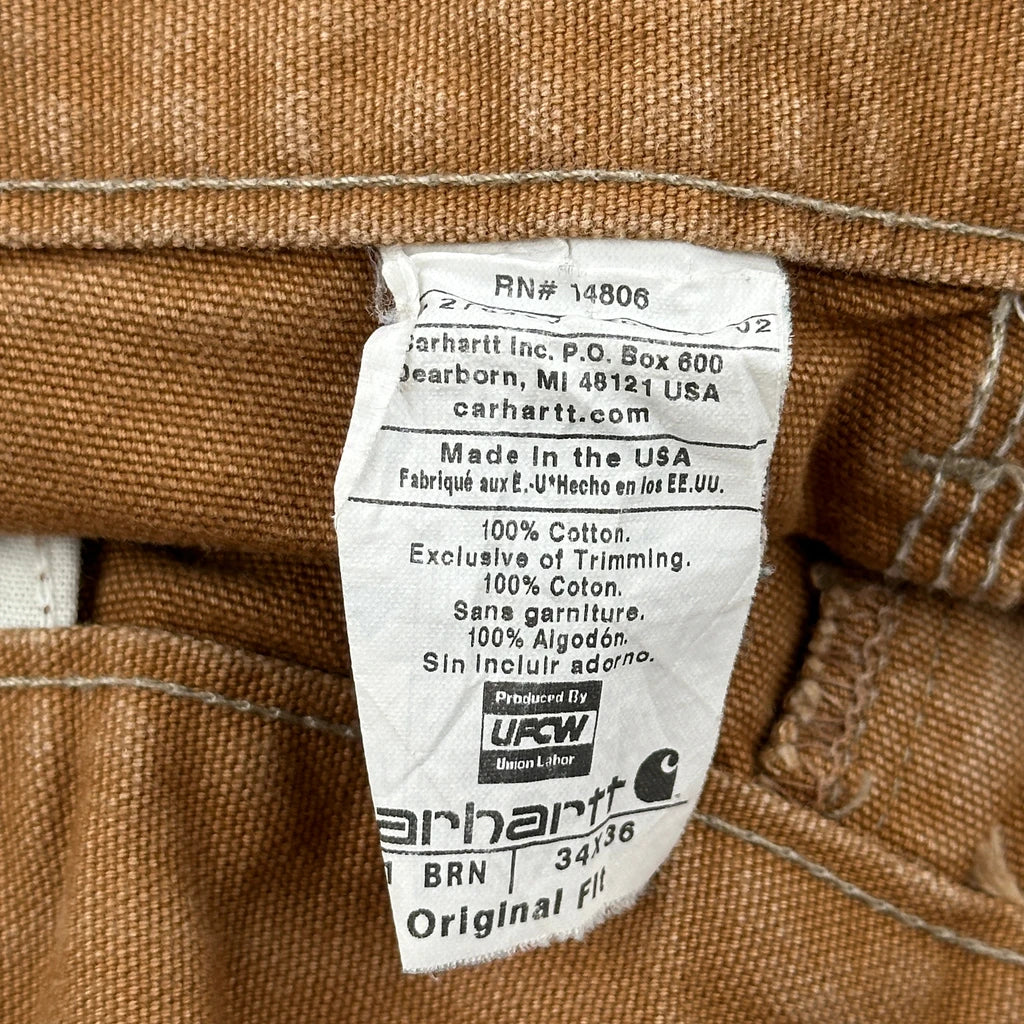 RN# 14806
Carhartt Inc. P.O. Box 600
Dearborn, MI 48121 USA
carhartt.com
Made In the USA
Fabriqué aux É.-U*Hecho en los EE.UU.
100% Cotton.
Exclusive of Trimming.
100% Coton.
Sans garniture.
100% Algodón.
Sin Incluir adorno.
Produced By
UFCW
Union Labor
arhartt
BRN 34X36
Original Fit